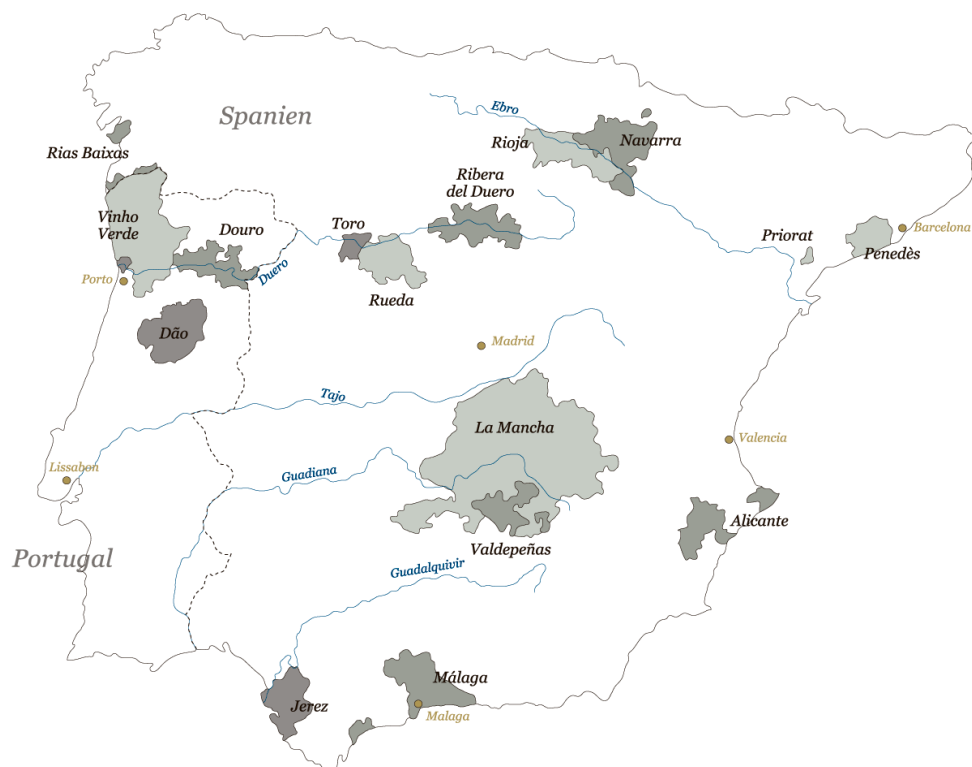 Ebro
Spanien
Rioja
Navarra
Rias Baixas
Ribera
del Duero
Vinho
Verde
Douro
Toro
Barcelona
Priorat
Penedès
Duero
Porto
Rueda
Dão
Madrid
Tajo
La Mancha
Valencia
Lissabon
Guadiana
Alicante
Valdepeñas
Portugal
Guadalquivir
Málaga
Jerez
Malaga